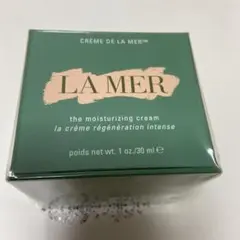 CRÈME DE LA MER™
LA MER
the moisturizing cream
la crème régénération intense
poids net wt. 1 oz./30 ml ℮